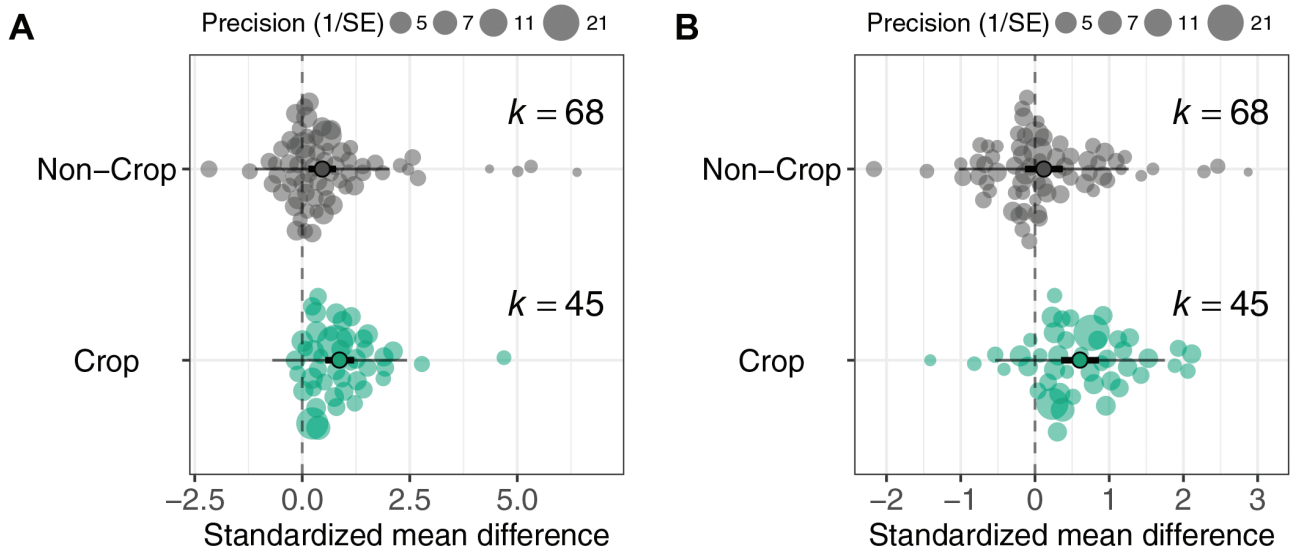 A
Precision (1/SE) 5 7 11 21
k = 68
Non−Crop
k = 45
Crop
−2.5 0.0 2.5 5.0
Standardized mean difference
B
Precision (1/SE) 5 7 11 21
k = 68
Non−Crop
k = 45
Crop
−2 −1 0 1 2 3
Standardized mean difference